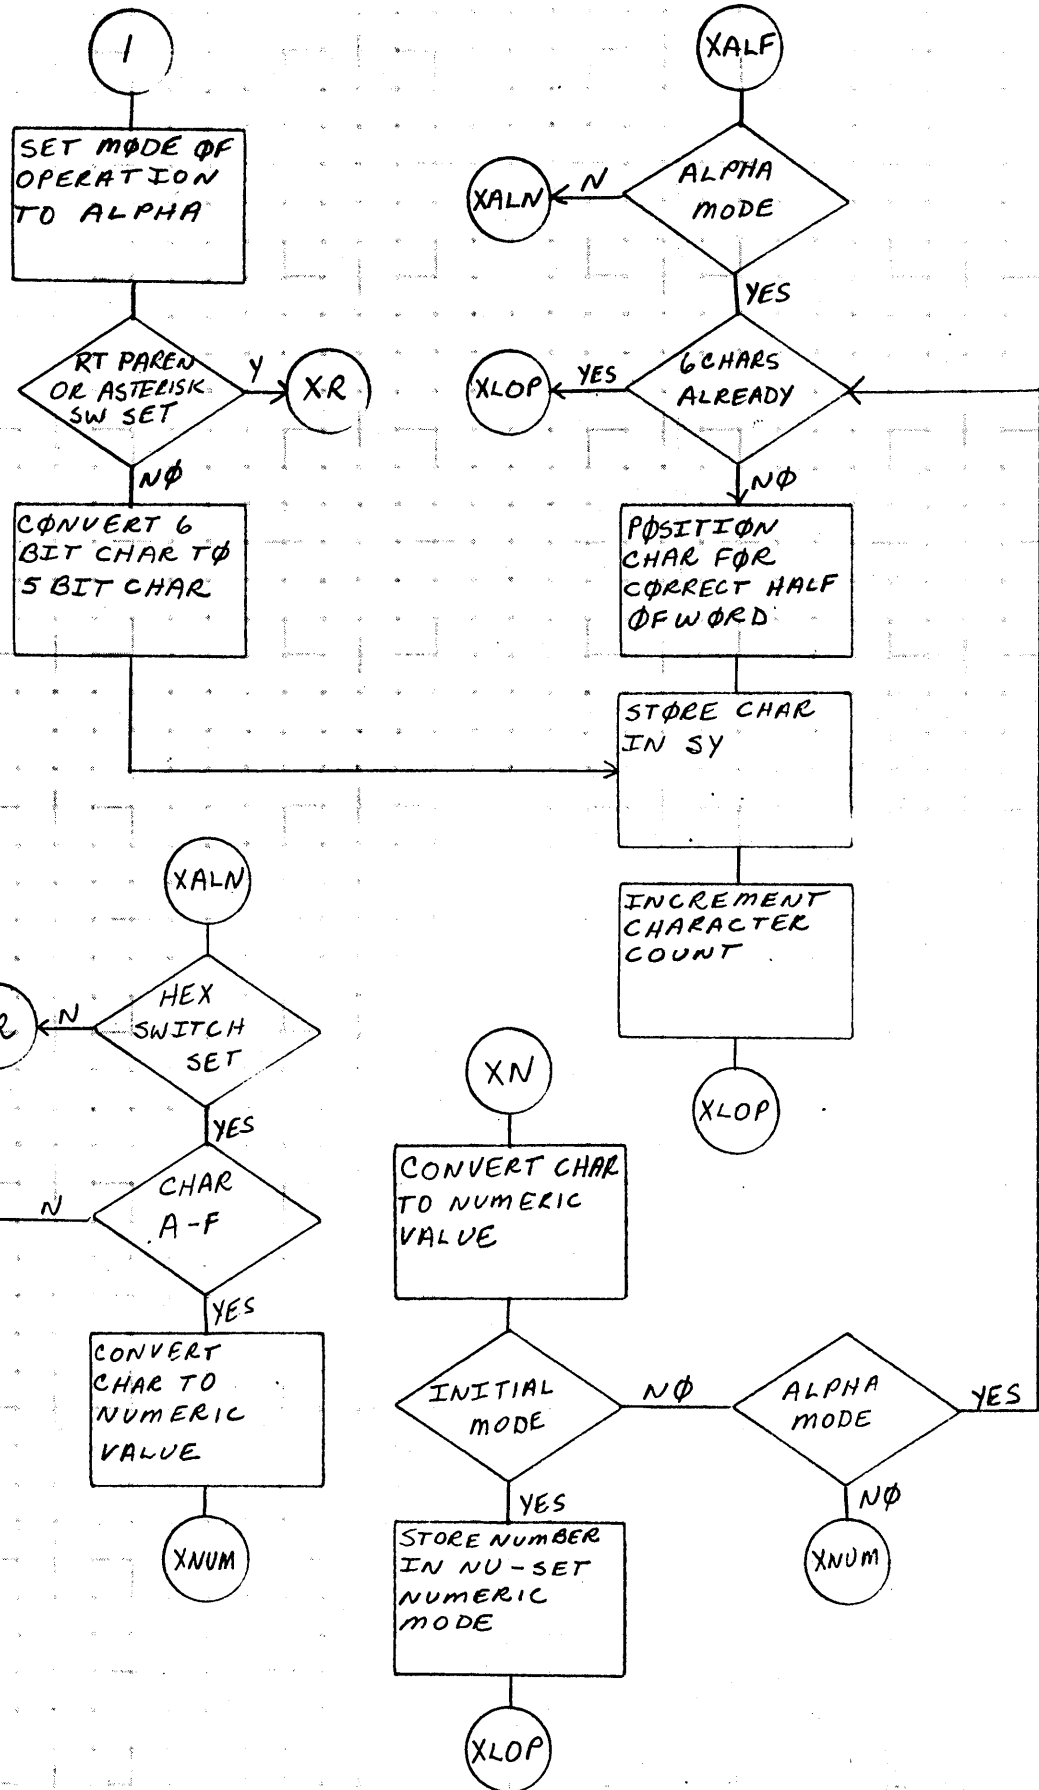 1
SET MØDE ØF
OPERATION
TO ALPHA
RT PAREN
OR ASTERISK
SW SET
Y
XR
NØ
CØNVERT 6
BIT CHAR TØ
5 BIT CHAR
XALF
ALPHA
MODE
N
XALN
YES
6 CHARS
ALREADY
YES
XLOP
NØ
PØSITIØN
CHAR FØR
CØRRECT HALF
ØF WØRD
STØRE CHAR
IN SY
INCREMENT
CHARACTER
COUNT
XLOP
XALN
HEX
SWITCH
SET
N
R
YES
CHAR
A-F
N
YES
CONVERT
CHAR TO
NUMERIC
VALUE
XNUM
XN
CONVERT CHAR
TO NUMERIC
VALUE
INITIAL
MODE
NØ
ALPHA
MODE
YES
NØ
XNUM
YES
STORE NUMBER
IN NU-SET
NUMERIC
MODE
XLOP